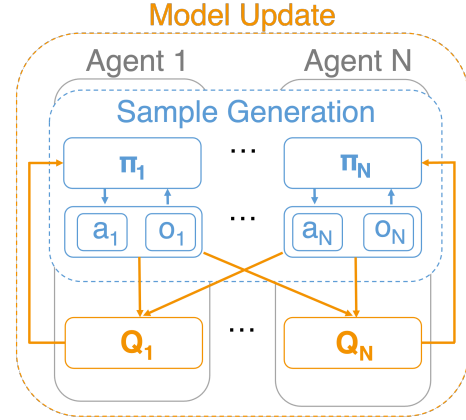 Model Update
Agent 1 Agent N
Sample Generation
π1 ... πN
a1 o1 ... aN oN
Q1 ... QN